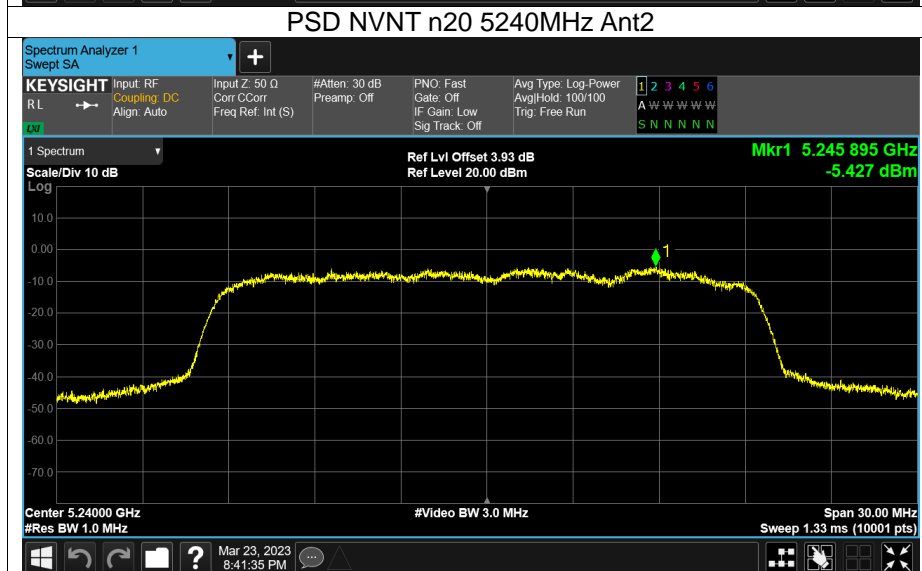 PSD NVNT n20 5240MHz Ant2
Spectrum Analyzer 1
Swept SA
+
KEYSIGHT Input: RF Input Z: 50 Ω #Atten: 30 dB PNO: Fast Avg Type: Log-Power 1 2 3 4 5 6
RL Coupling: DC Corr CCorr Preamp: Off Gate: Off Avg|Hold: 100/100 A W W W W W
Align: Auto Freq Ref: Int (S) IF Gain: Low Trig: Free Run
LXI Sig Track: Off S N N N N N
1 Spectrum Ref Lvl Offset 3.93 dB Mkr1 5.245 895 GHz
Scale/Div 10 dB Ref Level 20.00 dBm -5.427 dBm
Log
10.0
0.00
1
-10.0
-20.0
-30.0
-40.0
-50.0
-60.0
-70.0
Center 5.24000 GHz #Video BW 3.0 MHz Span 30.00 MHz
#Res BW 1.0 MHz Sweep 1.33 ms (10001 pts)
? Mar 23, 2023
8:41:35 PM